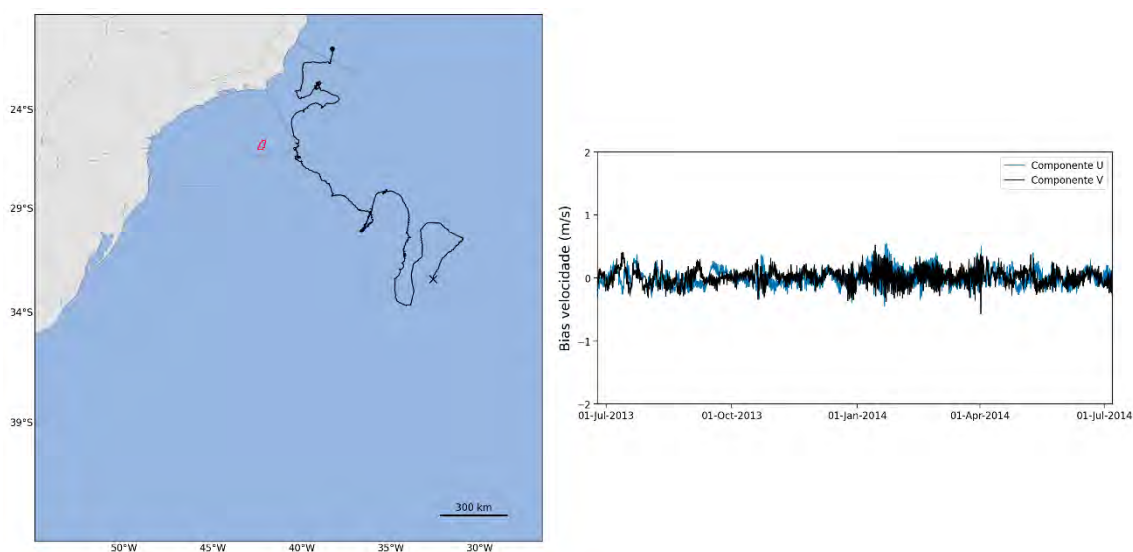 24°S
29°S
34°S
39°S
300 km
50°W
45°W
40°W
35°W
30°W
Bias velocidade (m/s)
2
1
0
−1
−2
Componente U
Componente V
01-Jul-2013
01-Oct-2013
01-Jan-2014
01-Apr-2014
01-Jul-2014